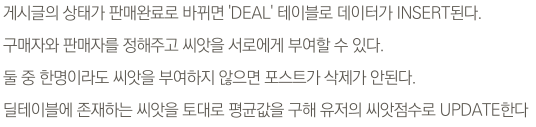 게시글의 상태가 판매완료로 바뀌면 'DEAL' 테이블로 데이터가 INSERT된다.
구매자와 판매자를 정해주고 씨앗을 서로에게 부여할 수 있다.
둘 중 한명이라도 씨앗을 부여하지 않으면 포스트가 삭제가 안된다.
딜테이블에 존재하는 씨앗을 토대로 평균값을 구해 유저의 씨앗점수로 UPDATE한다